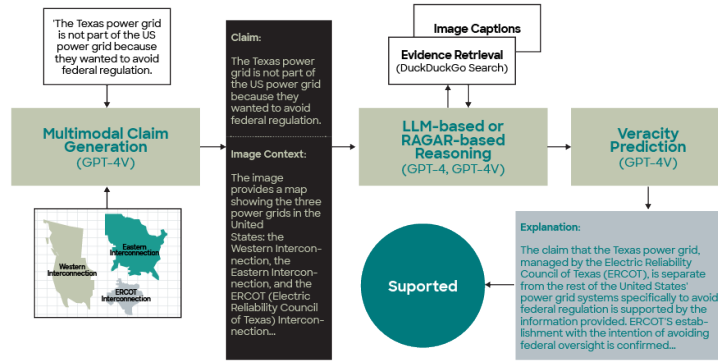 'The Texas power grid
is not part of the US
power grid because
they wanted to avoid
federal regulation.
Multimodal Claim
Generation
(GPT-4V)
Eastern
Interconnection
Western
Interconnection
ERCOT
Interconnection
Claim:
The Texas power
grid is not part of
the US power grid
because they
wanted to avoid
federal regulation.
Image Context:
The image
provides a map
showing the three
power grids in the
United
States: the
Western Intercon-
nection, the
Eastern Intercon-
nection, and the
ERCOT (Electric
Reliability Council
of Texas) Intercon-
nection...
Image Captions
Evidence Retrieval
(DuckDuckGo Search)
LLM-based or
RAGAR-based
Reasoning
(GPT-4, GPT-4V)
Veracity
Prediction
(GPT-4V)
Suported
Explanation:
The claim that the Texas power grid,
managed by the Electric Reliability
Council of Texas (ERCOT), is separate
from the rest of the United States'
power grid systems specifically to avoid
federal regulation is supported by the
information provided. ERCOT'S estab-
lishment with the intention of avoiding
federal oversight is confirmed...